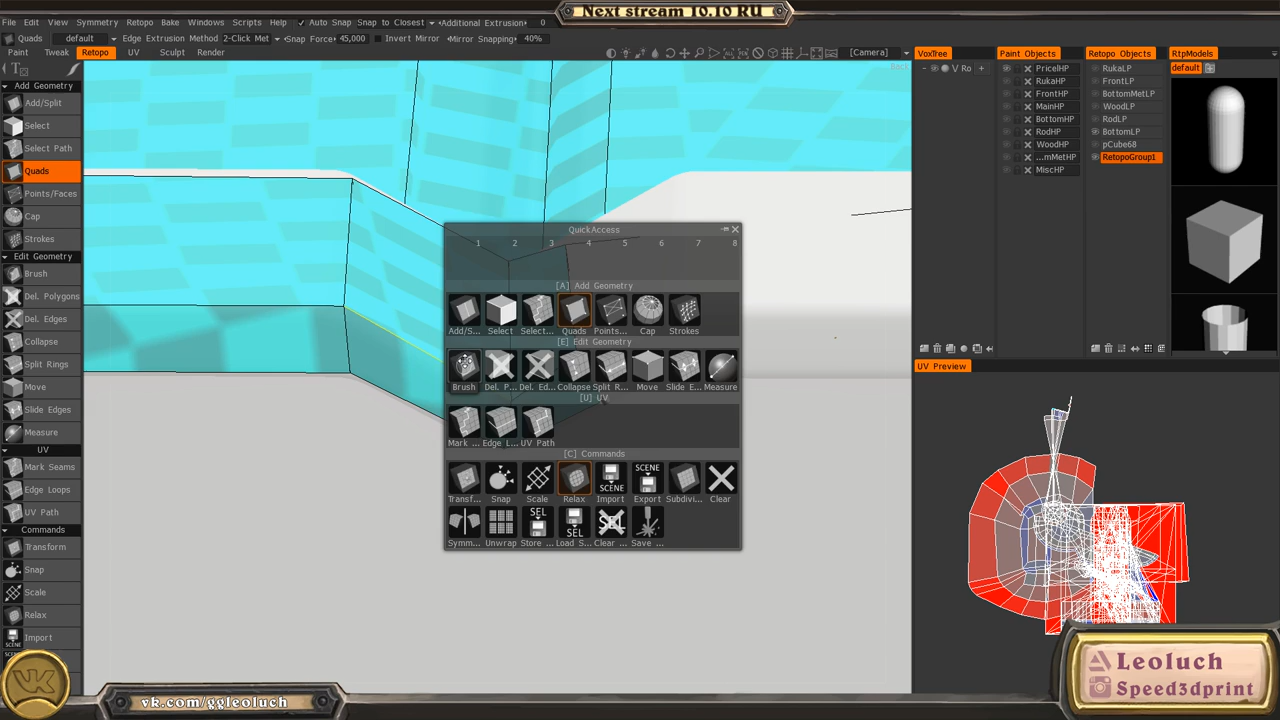 Next stream 10.10 RU
File Edit View Symmetry Retopo Bake Windows Scripts Help Auto Snap Snap to Closest Additional Extrusion 0
Quads default Edge Extrusion Method 2-Click Met Snap Force 45,000 Invert Mirror Mirror Snapping 40%
Paint Tweak Retopo UV Sculpt Render [Camera]
VoxTree Paint Objects Retopo Objects RtpModels
Back
default
V Ro +
PricelHP
RukaHP
FrontHP
MainHP
BottomHP
RodHP
WoodHP
...mMetHP
MiscHP
RukaLP
FrontLP
BottomMetLP
WoodLP
RodLP
BottomLP
pCube68
RetopoGroup1
Add Geometry
Add/Split
Select
Select Path
Quads
Points/Faces
Cap
Strokes
Edit Geometry
Brush
Del. Polygons
Del. Edges
Collapse
Split Rings
Move
Slide Edges
Measure
UV
Mark Seams
Edge Loops
UV Path
Commands
Transform
Snap
Scale
Relax
Import
SCENE
QuickAccess
1 2 3 4 5 6 7 8
[A] Add Geometry
Add/S... Select Select... Quads Points... Cap Strokes
[E] Edit Geometry
Brush Del. P... Del. Ed... Collapse Split R... Move Slide E... Measure
[U] UV
Mark ... Edge L... UV Path
[C] Commands
SCENE SCENE
Transf... Snap Scale Relax Import Export Subdivi... Clear
SEL SEL SEL
Symm... Unwrap Store ... Load S... Clear ... Save ...
UV Preview
vk.com/ggleoluch
Leoluch
Speed3dprint